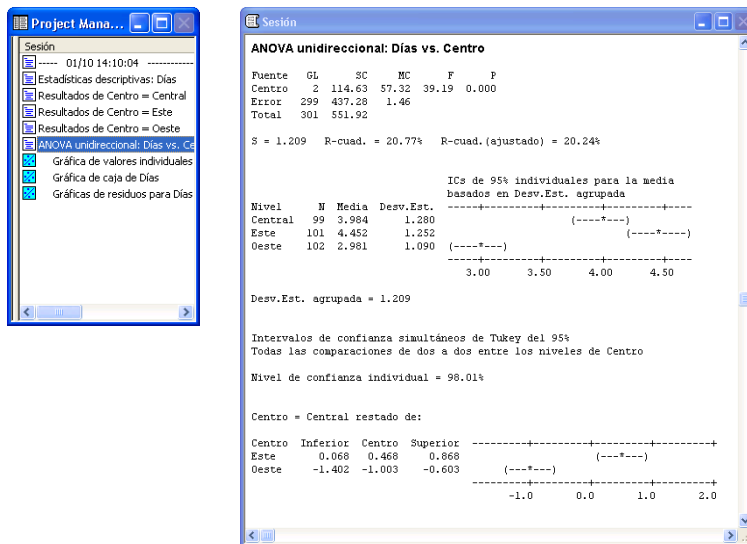 Project Mana...
Sesión
----- 01/10 14:10:04 -----------
Estadísticas descriptivas: Días
Resultados de Centro = Central
Resultados de Centro = Este
Resultados de Centro = Oeste
ANOVA unidireccional: Días vs. Ce
Gráfica de valores individuales
Gráfica de caja de Días
Gráficas de residuos para Días
Sesión
ANOVA unidireccional: Días vs. Centro
Fuente GL SC MC F P
Centro 2 114.63 57.32 39.19 0.000
Error 299 437.28 1.46
Total 301 551.92
S = 1.209 R-cuad. = 20.77% R-cuad.(ajustado) = 20.24%
ICs de 95% individuales para la media
basados en Desv.Est. agrupada
Nivel N Media Desv.Est. -----+---------+---------+---------+----
Central 99 3.984 1.280 (---*---)
Este 101 4.452 1.252 (----*----)
Oeste 102 2.981 1.090 (----*---)
-----+---------+---------+---------+----
3.00 3.50 4.00 4.50
Desv.Est. agrupada = 1.209
Intervalos de confianza simultáneos de Tukey del 95%
Todas las comparaciones de dos a dos entre los niveles de Centro
Nivel de confianza individual = 98.01%
Centro = Central restado de:
Centro Inferior Centro Superior ---------+---------+---------+---------+
Este 0.068 0.468 0.868 (---*---)
Oeste -1.402 -1.003 -0.603 (---*---)
---------+---------+---------+---------+
-1.0 0.0 1.0 2.0